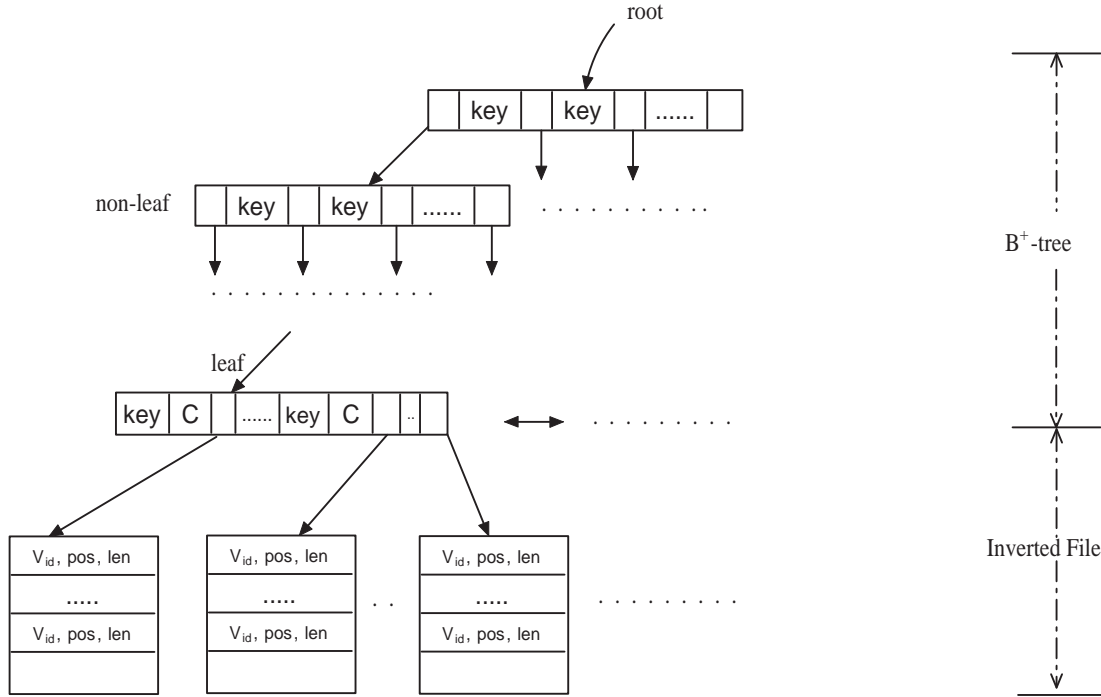 root
key key ......
non-leaf
key key ......
. . . . . . . . . . .
B+-tree
. . . . . . . . . . . . . .
leaf
key C ...... key C ..
. . . . . . . . .
Inverted File
Vid, pos, len
.....
Vid, pos, len
Vid, pos, len
.....
Vid, pos, len
. .
Vid, pos, len
.....
Vid, pos, len
. . . . . . . . .